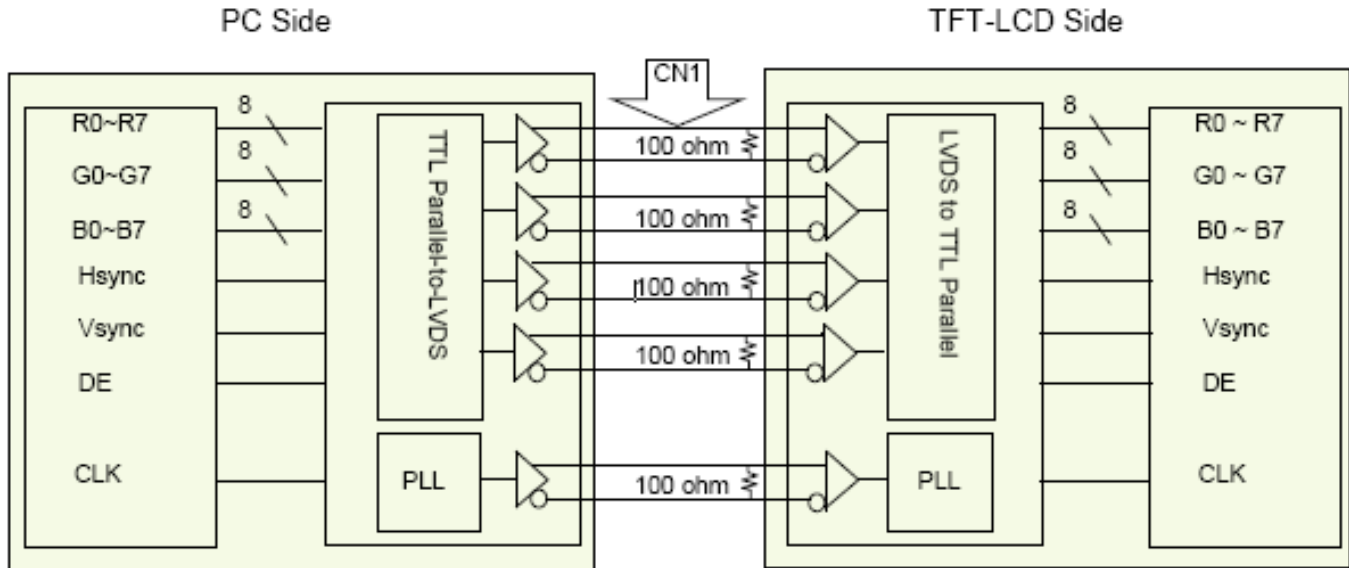 PC Side
TFT-LCD Side
CN1
8
R0~R7
8
G0~G7
8
B0~B7
Hsync
Vsync
DE
CLK
TTL Parallel-to-LVDS
PLL
100 ohm
100 ohm
100 ohm
100 ohm
100 ohm
LVDS to TTL Parallel
PLL
8
R0 ~ R7
8
G0 ~ G7
8
B0 ~ B7
Hsync
Vsync
DE
CLK